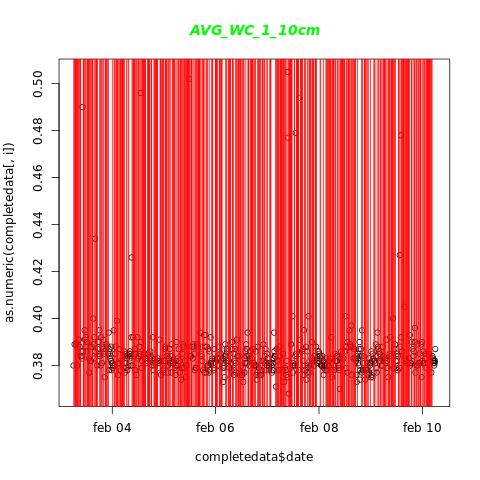 AVG_WC_1_10cm
as.numeric(completedata[, i])
0.50
0.48
0.46
0.44
0.42
0.40
0.38
feb 04
feb 06
feb 08
feb 10
completedata$date